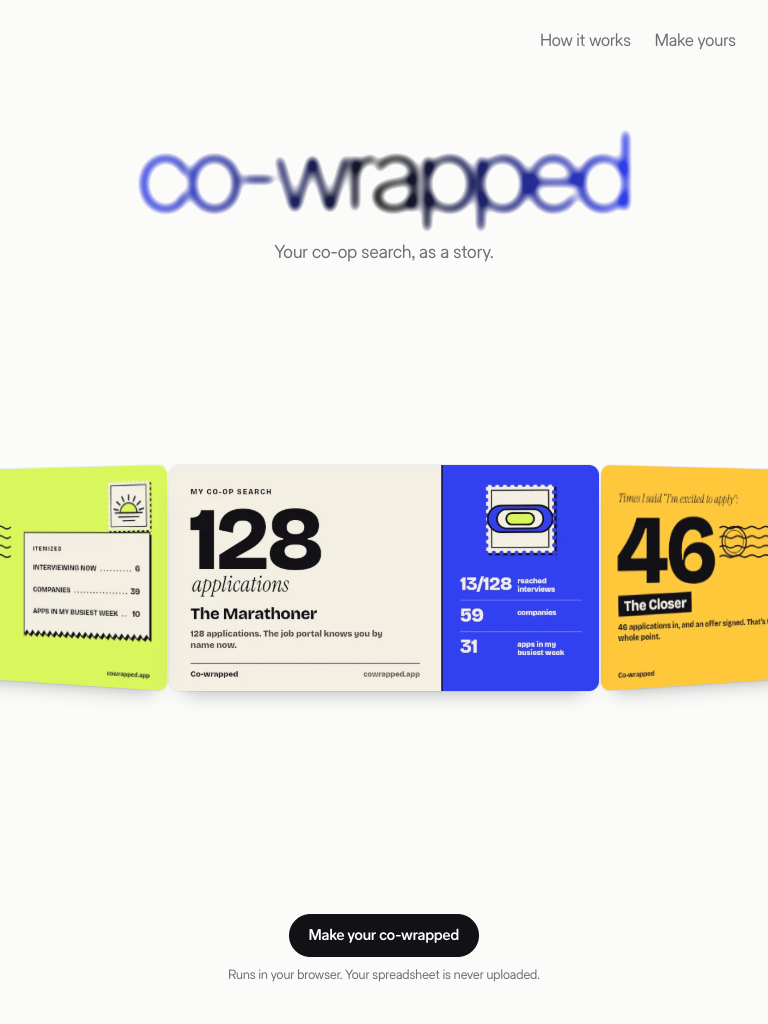 How it works
Make yours
co-wrapped
Your co-op search, as a story.
ITEMIZED
INTERVIEWING NOW .......... 6
COMPANIES .................. 39
APPS IN MY BUSIEST WEEK .. 10
cowrapped.app
MY CO-OP SEARCH
128
applications
The Marathoner
128 applications. The job portal knows you by
name now.
Co-wrapped
cowrapped.app
13/128 reached
interviews
59 companies
31 apps in my
busiest week
Times I said "I'm excited to apply":
46
The Closer
46 applications in, and an offer signed. That's
whole point.
Co-wrapped
Make your co-wrapped
Runs in your browser. Your spreadsheet is never uploaded.